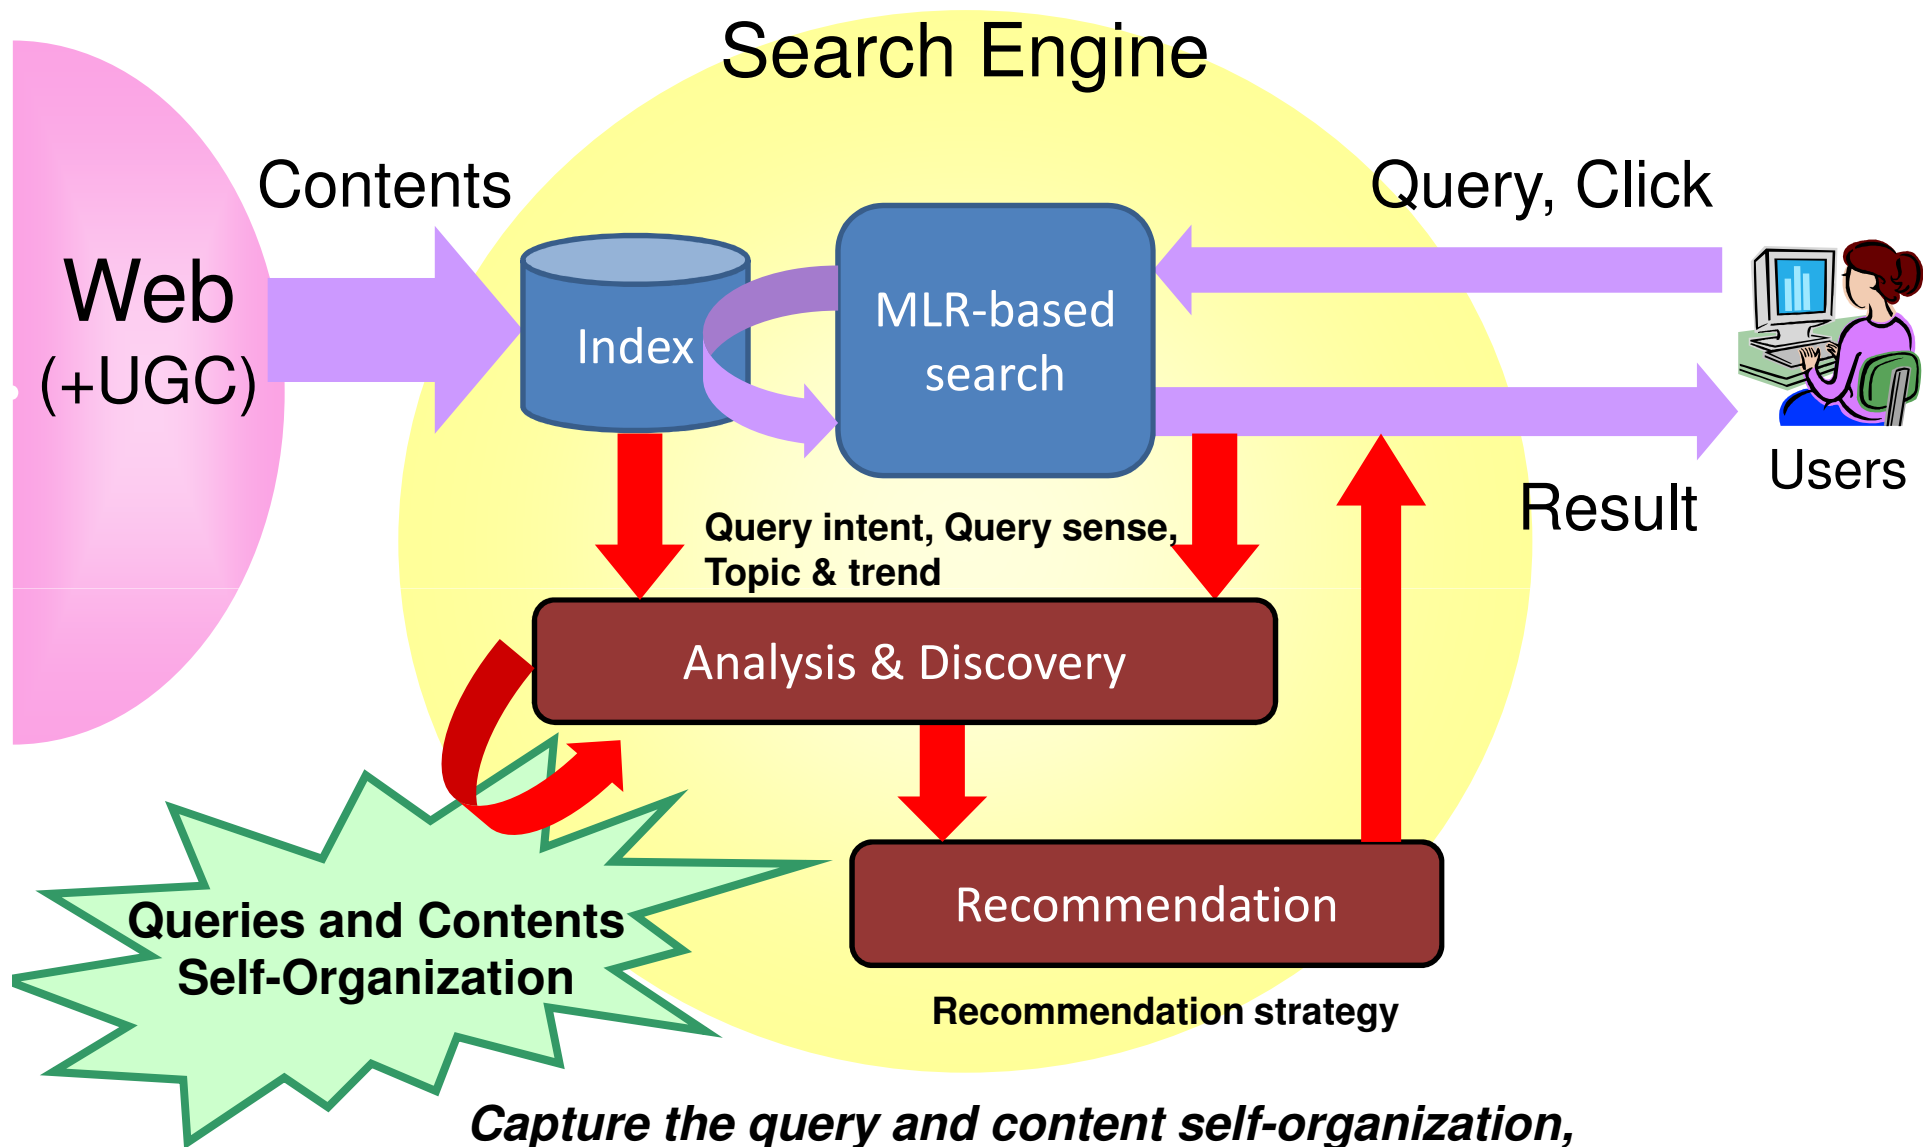 Search Engine
Contents
Query, Click
Web
(+UGC)
Index
MLR-based
search
Users
Result
Query intent, Query sense,
Topic & trend
Analysis & Discovery
Recommendation
Queries and Contents
Self-Organization
Recommendation strategy
Capture the query and content self-organization,